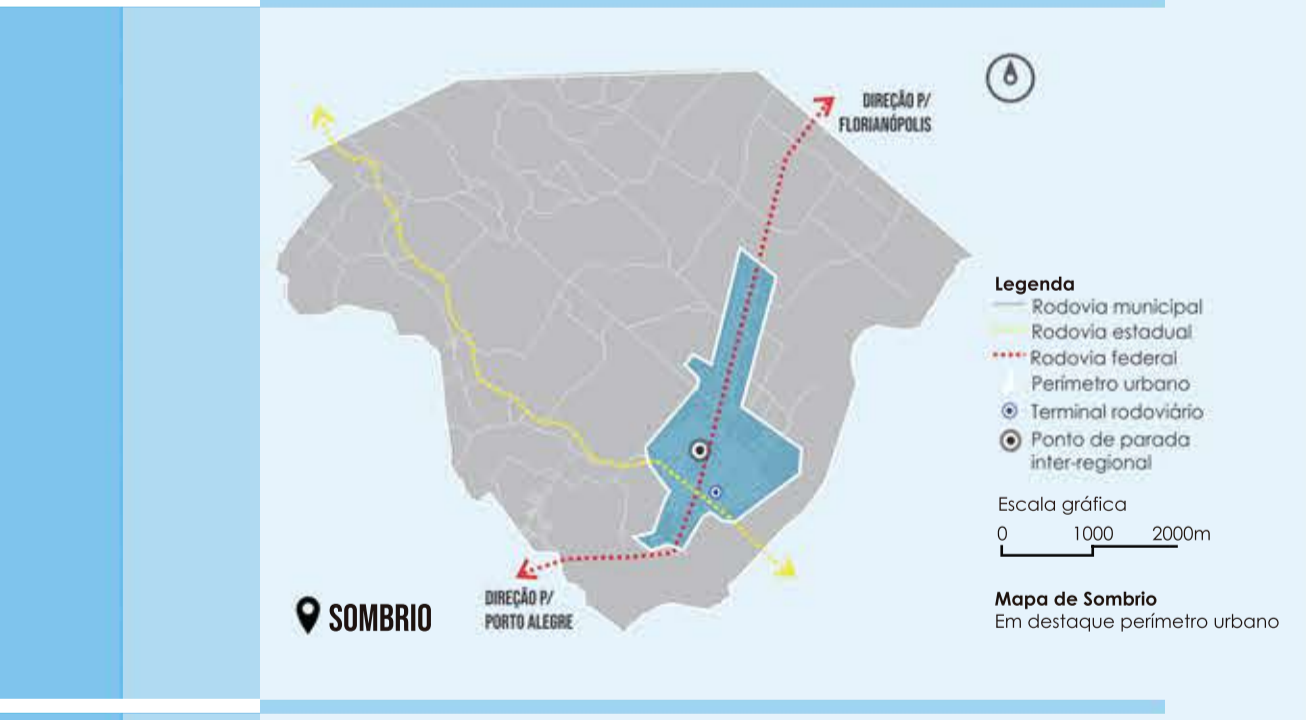 DIREÇÃO P/
FLORIANÓPOLIS
Legenda
Rodovia municipal
Rodovia estadual
Rodovia federal
Perímetro urbano
Terminal rodoviário
Ponto de parada
inter-regional
Escala gráfica
0 1000 2000m
Mapa de Sombrio
Em destaque perímetro urbano
DIREÇÃO P/
PORTO ALEGRE
SOMBRIO